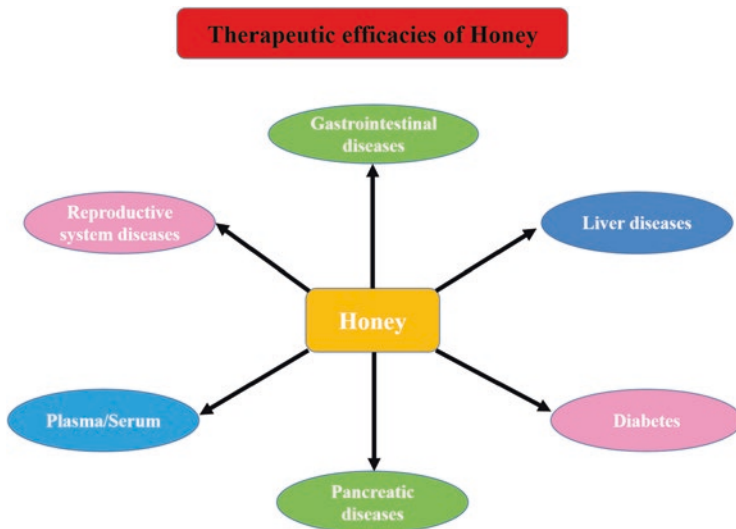 Therapeutic efficacies of Honey
Gastrointestinal
diseases
Reproductive
system diseases
Liver diseases
Honey
Plasma/Serum
Diabetes
Pancreatic
diseases